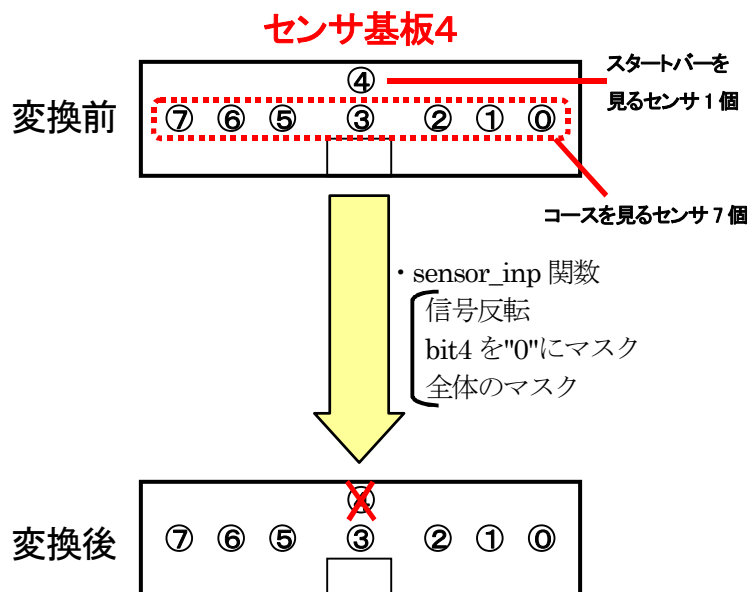 センサ基板4
スタートバーを
見るセンサ1個
変換前
④
⑦ ⑥ ⑤ ③ ② ① ⓪
コースを見るセンサ7個
・sensor_inp 関数
信号反転
bit4 を"0"にマスク
全体のマスク
変換後
④
⑦ ⑥ ⑤ ③ ② ① ⓪